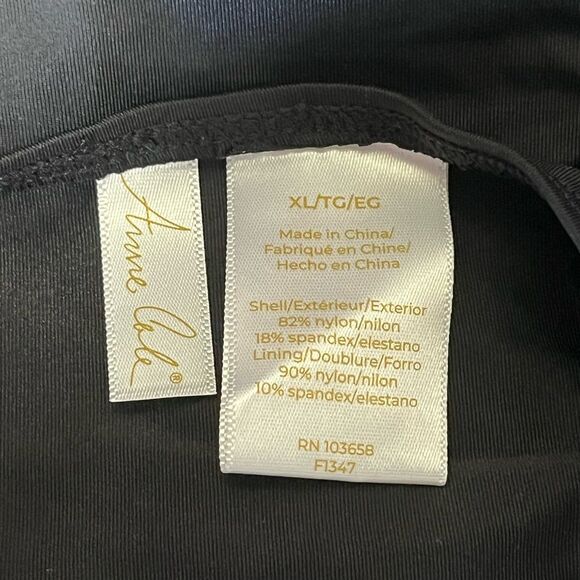 Anne Cole®
XL/TG/EG
Made in China/
Fabriqué en Chine/
Hecho en China
Shell/Extérieur/Exterior
82% nylon/nilon
18% spandex/elestano
Lining/Doublure/Forro
90% nylon/nilon
10% spandex/elestano
RN 103658
F1347